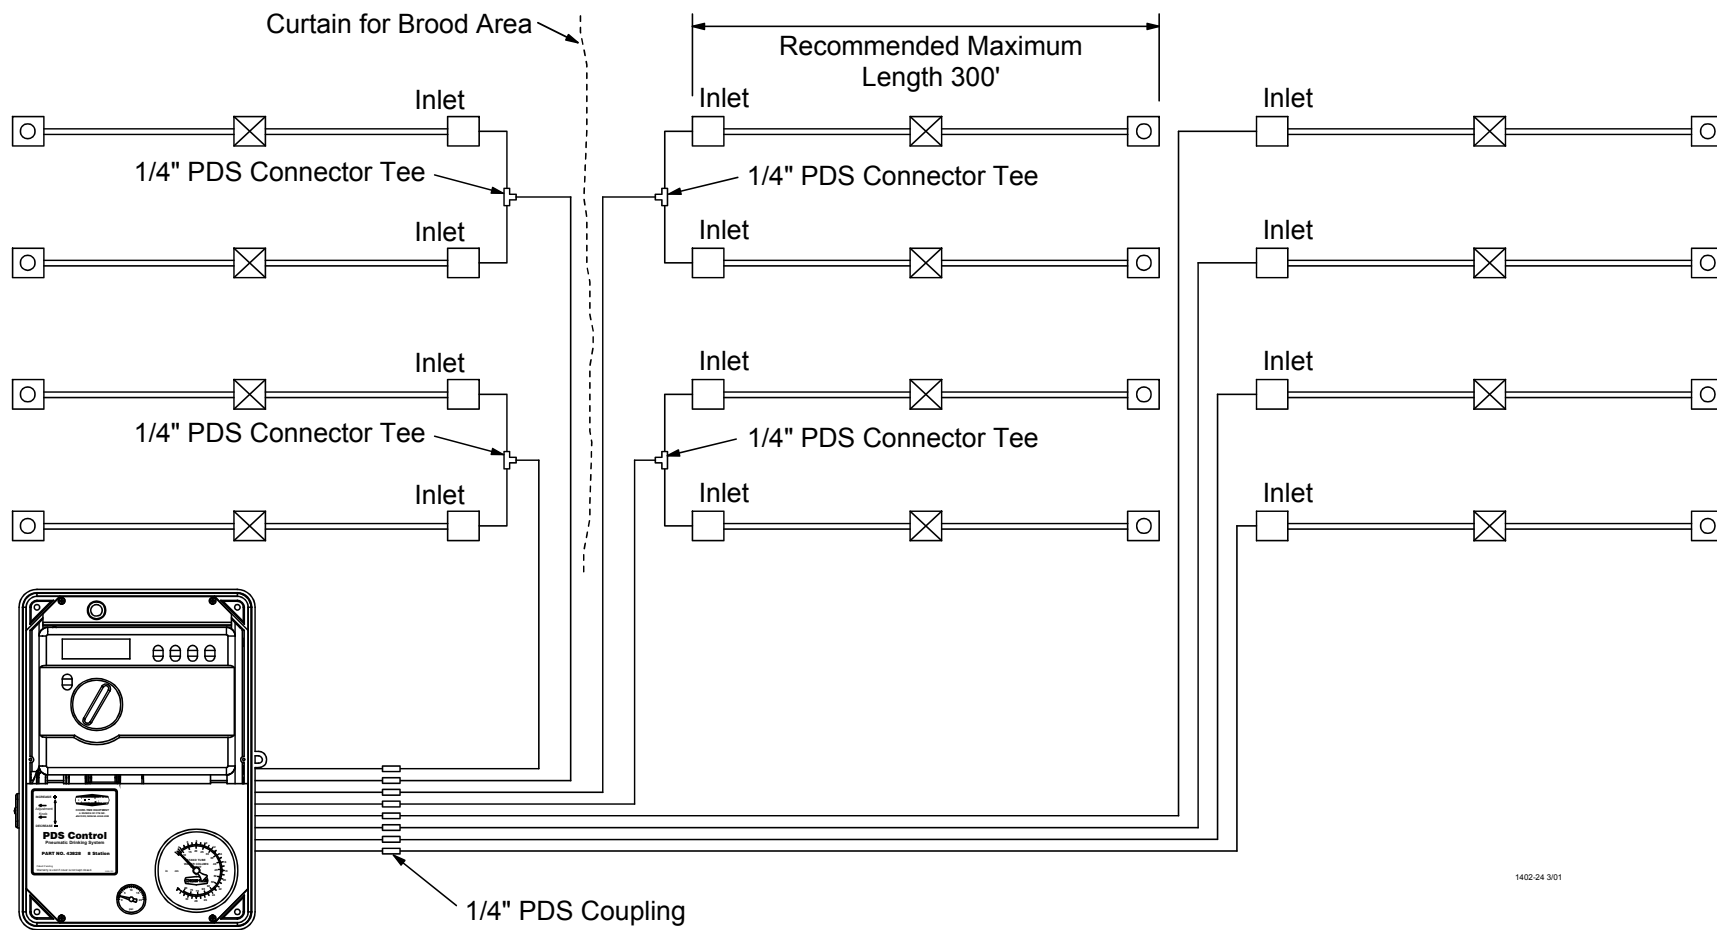 Curtain for Brood Area
Recommended Maximum
Length 300'
Inlet
Inlet
Inlet
1/4" PDS Connector Tee
1/4" PDS Connector Tee
Inlet
Inlet
Inlet
Inlet
Inlet
Inlet
1/4" PDS Connector Tee
1/4" PDS Connector Tee
Inlet
Inlet
Inlet
PDS Control
Pneumatic Drinking System
PART NO. 43828 8 Station
1/4" PDS Coupling
1402-24 3/01